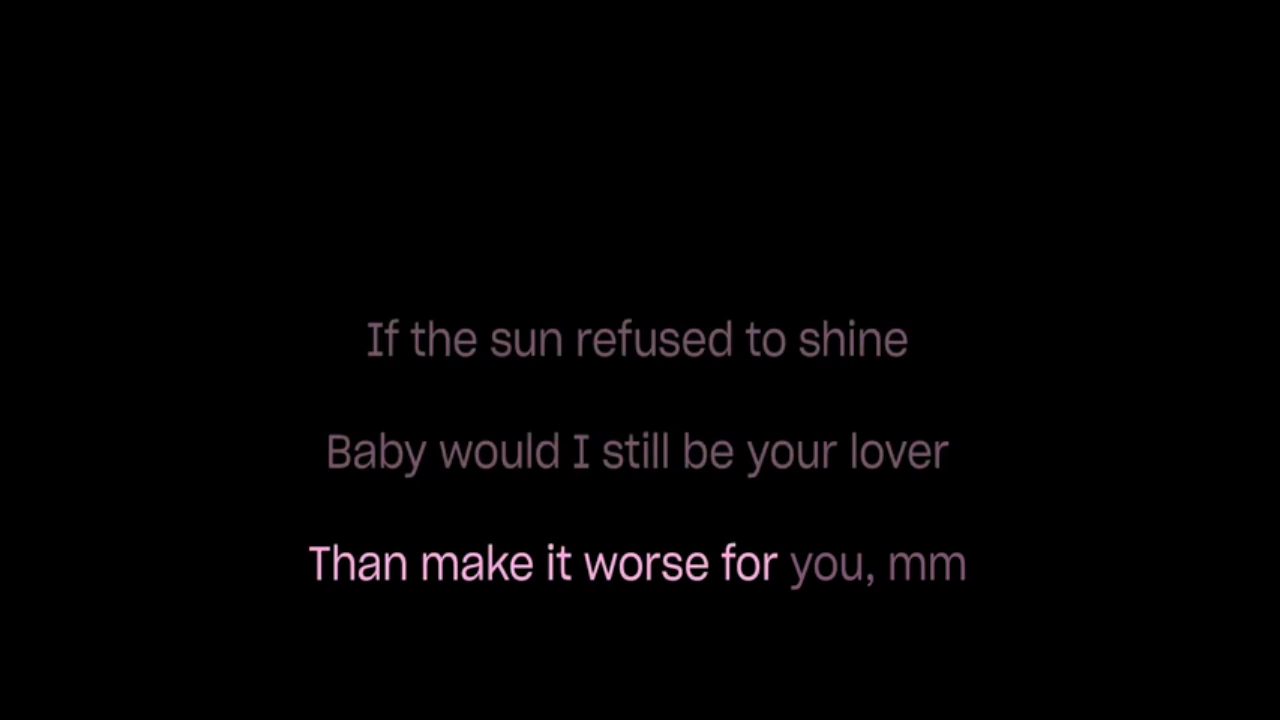 If the sun refused to shine
Baby would I still be your lover
Than make it worse for you, mm